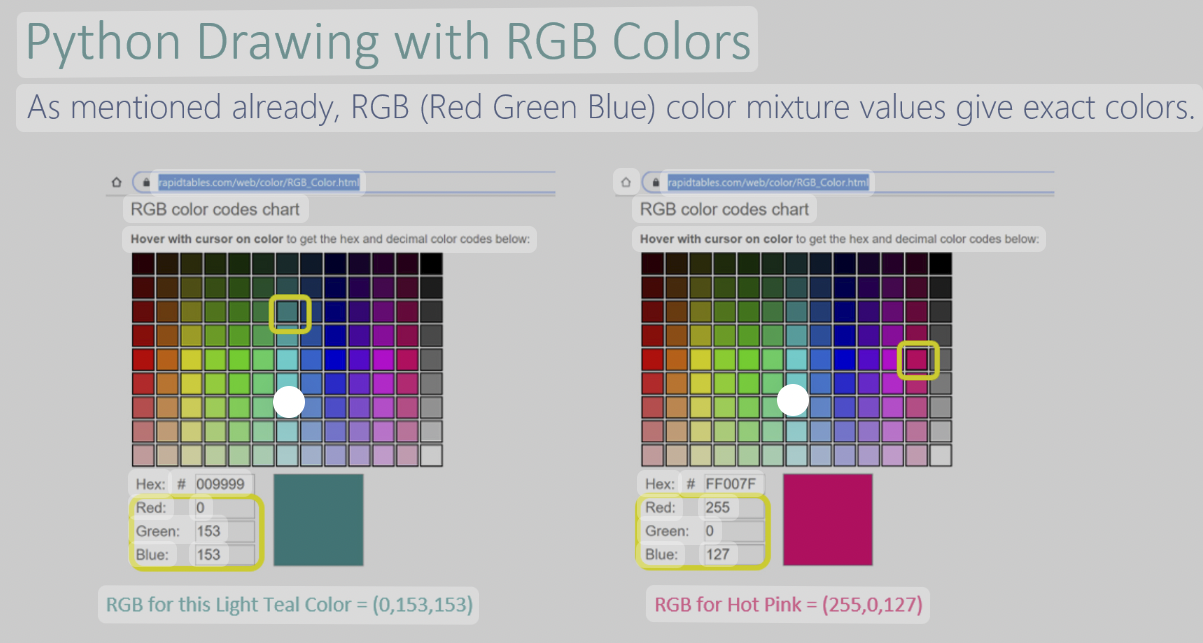 Python Drawing with RGB Colors
As mentioned already, RGB (Red Green Blue) color mixture values give exact colors.
rapidtables.com/web/color/RGB_Color.html
RGB color codes chart
Hover with cursor on color to get the hex and decimal color codes below:
Hex: # 009999
Red: 0
Green: 153
Blue: 153
RGB for this Light Teal Color = (0,153,153)
rapidtables.com/web/color/RGB_Color.html
RGB color codes chart
Hover with cursor on color to get the hex and decimal color codes below:
Hex: # FF007F
Red: 255
Green: 0
Blue: 127
RGB for Hot Pink = (255,0,127)